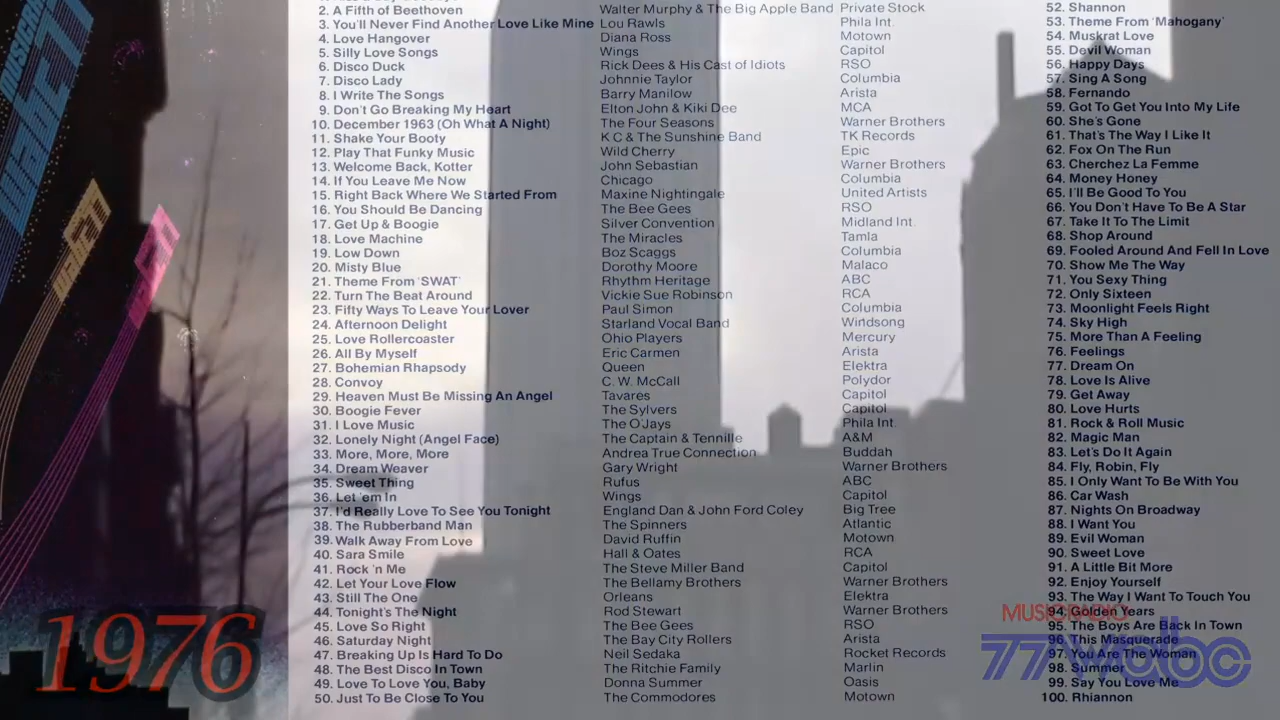 2. A Fifth of Beethoven Walter Murphy & The Big Apple Band Private Stock
3. You'll Never Find Another Love Like Mine Lou Rawls Phila Int.
4. Love Hangover Diana Ross Motown
5. Silly Love Songs Wings Capitol
6. Disco Duck Rick Dees & His Cast of Idiots RSO
7. Disco Lady Johnnie Taylor Columbia
8. I Write The Songs Barry Manilow Arista
9. Don't Go Breaking My Heart Elton John & Kiki Dee MCA
10. December 1963 (Oh What A Night) The Four Seasons Warner Brothers
11. Shake Your Booty K C & The Sunshine Band TK Records
12. Play That Funky Music Wild Cherry Epic
13. Welcome Back, Kotter John Sebastian Warner Brothers
14. If You Leave Me Now Chicago Columbia
15. Right Back Where We Started From Maxine Nightingale United Artists
16. You Should Be Dancing The Bee Gees RSO
17. Get Up & Boogie Silver Convention Midland Int.
18. Love Machine The Miracles Tamla
19. Low Down Boz Scaggs Columbia
20. Misty Blue Dorothy Moore Malaco
21. Theme From 'SWAT' Rhythm Heritage ABC
22. Turn The Beat Around Vickie Sue Robinson RCA
23. Fifty Ways To Leave Your Lover Paul Simon Columbia
24. Afternoon Delight Starland Vocal Band Windsong
25. Love Rollercoaster Ohio Players Mercury
26. All By Myself Eric Carmen Arista
27. Bohemian Rhapsody Queen Elektra
28. Convoy C. W. McCall Polydor
29. Heaven Must Be Missing An Angel Tavares Capitol
30. Boogie Fever The Sylvers Capitol
31. I Love Music The O'Jays Phila Int.
32. Lonely Night (Angel Face) The Captain & Tennille A&M
33. More, More, More Andrea True Connection Buddah
34. Dream Weaver Gary Wright Warner Brothers
35. Sweet Thing Rufus ABC
36. Let 'em In Wings Capitol
37. I'd Really Love To See You Tonight England Dan & John Ford Coley Big Tree
38. The Rubberband Man The Spinners Atlantic
39. Walk Away From Love David Ruffin Motown
40. Sara Smile Hall & Oates RCA
41. Rock 'n Me The Steve Miller Band Capitol
42. Let Your Love Flow The Bellamy Brothers Warner Brothers
43. Still The One Orleans Elektra
44. Tonight's The Night Rod Stewart Warner Brothers
45. Love So Right The Bee Gees RSO
46. Saturday Night The Bay City Rollers Arista
47. Breaking Up Is Hard To Do Neil Sedaka Rocket Records
48. The Best Disco In Town The Ritchie Family Marlin
49. Love To Love You, Baby Donna Summer Oasis
50. Just To Be Close To You The Commodores Motown
52. Shannon
53. Theme From 'Mahogany'
54. Muskrat Love
55. Devil Woman
56. Happy Days
57. Sing A Song
58. Fernando
59. Got To Get You Into My Life
60. She's Gone
61. That's The Way I Like It
62. Fox On The Run
63. Cherchez La Femme
64. Money Honey
65. I'll Be Good To You
66. You Don't Have To Be A Star
67. Take It To The Limit
68. Shop Around
69. Fooled Around And Fell In Love
70. Show Me The Way
71. You Sexy Thing
72. Only Sixteen
73. Moonlight Feels Right
74. Sky High
75. More Than A Feeling
76. Feelings
77. Dream On
78. Love Is Alive
79. Get Away
80. Love Hurts
81. Rock & Roll Music
82. Magic Man
83. Let's Do It Again
84. Fly, Robin, Fly
85. I Only Want To Be With You
86. Car Wash
87. Nights On Broadway
88. I Want You
89. Evil Woman
90. Sweet Love
91. A Little Bit More
92. Enjoy Yourself
93. The Way I Want To Touch You
94. Golden Years
95. The Boys Are Back In Town
96. This Masquerade
97. You Are The Woman
98. Summer
99. Say You Love Me
100. Rhiannon
1976
MUSICRADIO
77 wabc